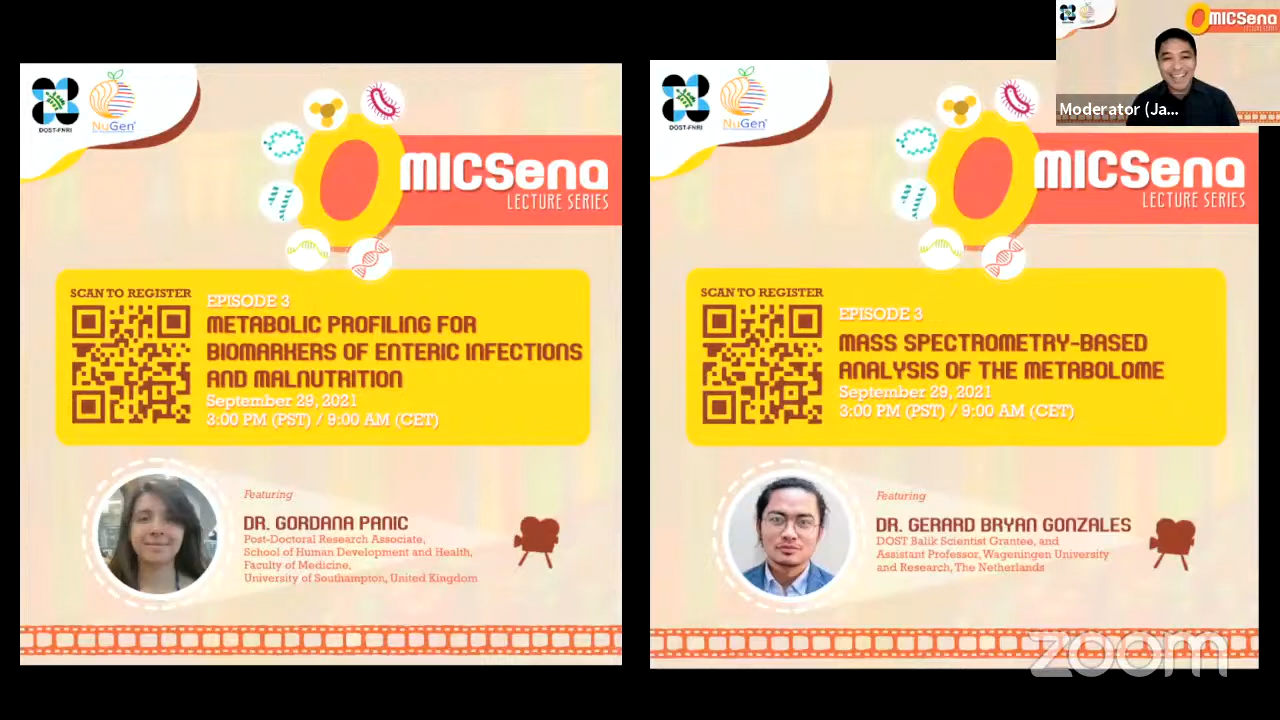 DOST-FNRI
NuGen
OMICSena
LECTURE SERIES
SCAN TO REGISTER
EPISODE 3
METABOLIC PROFILING FOR
BIOMARKERS OF ENTERIC INFECTIONS
AND MALNUTRITION
September 29, 2021
3:00 PM (PST) / 9:00 AM (CET)
Featuring
DR. GORDANA PANIC
Post-Doctoral Research Associate,
School of Human Development and Health,
Faculty of Medicine,
University of Southampton, United Kingdom
DOST-FNRI
NuGen
OMICSena
LECTURE SERIES
SCAN TO REGISTER
EPISODE 3
MASS SPECTROMETRY-BASED
ANALYSIS OF THE METABOLOME
September 29, 2021
3:00 PM (PST) / 9:00 AM (CET)
Featuring
DR. GERARD BRYAN GONZALES
DOST Balik Scientist Grantee, and
Assistant Professor, Wageningen University
and Research, The Netherlands
OMICSena
LECTURE SERIES
Moderator (Ja...
zoom